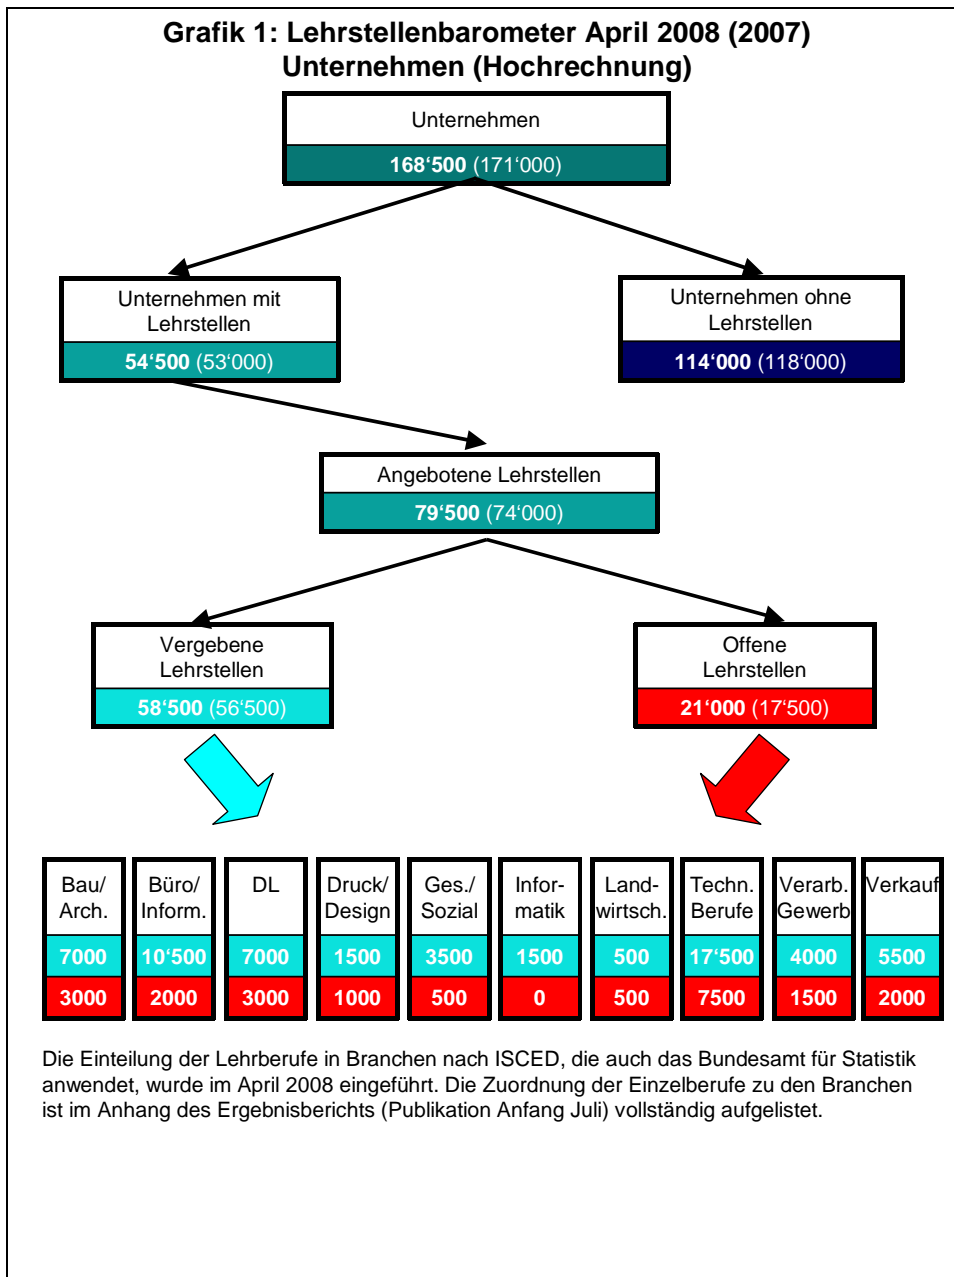 Grafik 1: Lehrstellenbarometer April 2008 (2007)
Unternehmen (Hochrechnung)
Unternehmen
168‘500 (171‘000)
Unternehmen mit
Lehrstellen
54‘500 (53‘000)
Unternehmen ohne
Lehrstellen
114‘000 (118‘000)
Angebotene Lehrstellen
79‘500 (74‘000)
Vergebene
Lehrstellen
58‘500 (56‘500)
Offene
Lehrstellen
21‘000 (17‘500)
Bau/
Arch.
7000
3000
Büro/
Inform.
10‘500
2000
DL
7000
3000
Druck/
Design
1500
1000
Ges./
Sozial
3500
500
Infor-
matik
1500
0
Land-
wirtsch.
500
500
Techn.
Berufe
17‘500
7500
Verarb.
Gewerb
4000
1500
Verkauf
5500
2000
Die Einteilung der Lehrberufe in Branchen nach ISCED, die auch das Bundesamt für Statistik
anwendet, wurde im April 2008 eingeführt. Die Zuordnung der Einzelberufe zu den Branchen
ist im Anhang des Ergebnisberichts (Publikation Anfang Juli) vollständig aufgelistet.